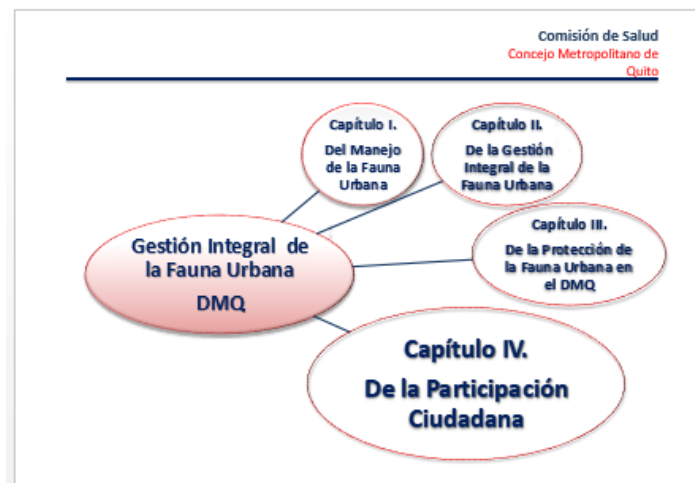 Comisión de Salud
Concejo Metropolitano de
Quito
Capítulo I.
Del Manejo
de la Fauna
Urbana
Capítulo II.
De la Gestión
Integral de la
Fauna Urbana
Capítulo III.
De la Protección de
la Fauna Urbana en
el DMQ
Gestión Integral de
la Fauna Urbana
DMQ
Capítulo IV.
De la Participación
Ciudadana